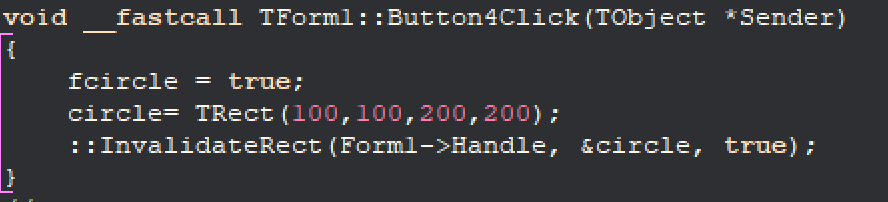 void __fastcall TForm1::Button4Click(TObject *Sender)
{
fcircle = true;
circle= TRect(100,100,200,200);
::InvalidateRect(Form1->Handle, &circle, true);
}